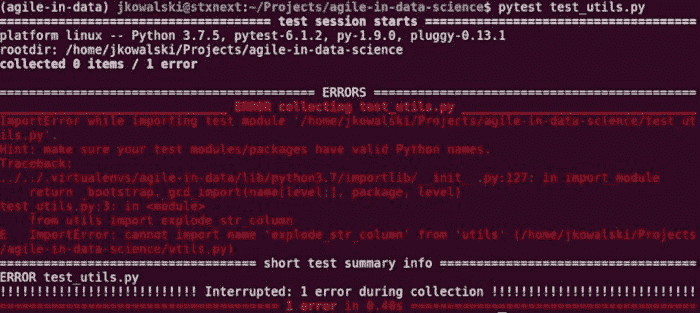 (agile-in-data) jkowalski@stxnext:~/Projects/agile-in-data-science$ pytest test_utils.py
============================= test session starts =============================
platform linux -- Python 3.7.5, pytest-6.1.2, py-1.9.0, pluggy-0.13.1
rootdir: /home/jkowalski/Projects/agile-in-data-science
collected 0 items / 1 error
=================================== ERRORS ====================================
_______________________ ERROR collecting test_utils.py ________________________
ImportError while importing test module '/home/jkowalski/Projects/agile-in-data-science/test_ut
ils.py'.
Hint: make sure your test modules/packages have valid Python names.
Traceback:
../../.virtualenvs/agile-in-data/lib/python3.7/importlib/__init__.py:127: in import_module
return _bootstrap._gcd_import(name[level:], package, level)
test_utils.py:3: in <module>
from utils import explode_str_column
E   ImportError: cannot import name 'explode_str_column' from 'utils' (/home/jkowalski/Projects
/agile-in-data-science/utils.py)
=========================== short test summary info ===========================
ERROR test_utils.py
!!!!!!!!!!!!!!!!!!!!!!!!!!! Interrupted: 1 error during collection !!!!!!!!!!!!!!!!!!!!!!!!!!!
============================== 1 error in 0.40s ===============================